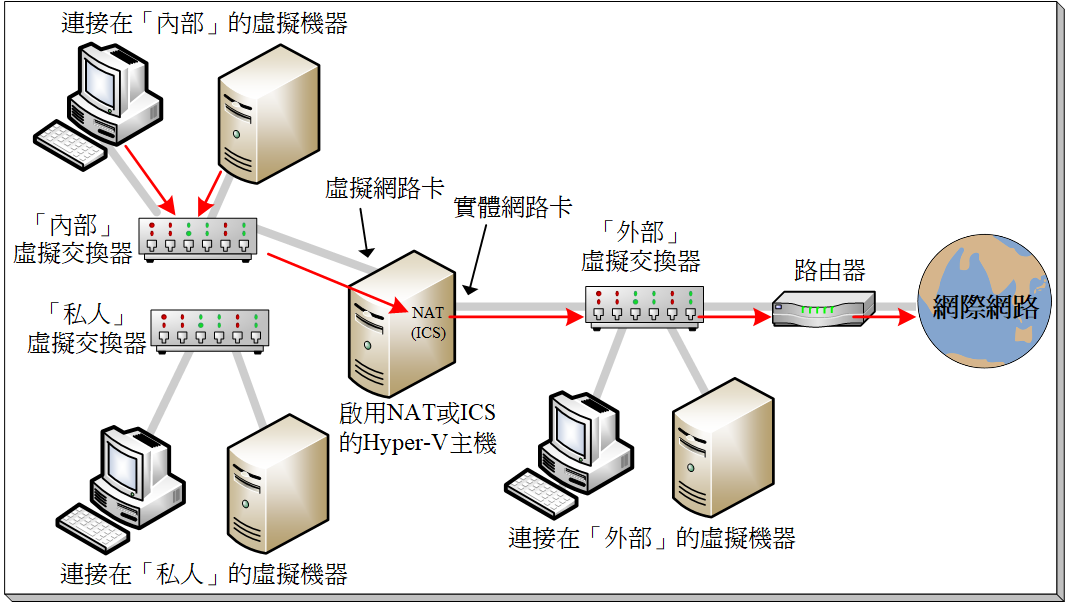 連接在「內部」的虛擬機器
虛擬網路卡
實體網路卡
「內部」
虛擬交換器
「外部」
虛擬交換器
路由器
網際網路
NAT
(ICS)
「私人」
虛擬交換器
啟用NAT或ICS
的Hyper-V主機
連接在「外部」的虛擬機器
連接在「私人」的虛擬機器